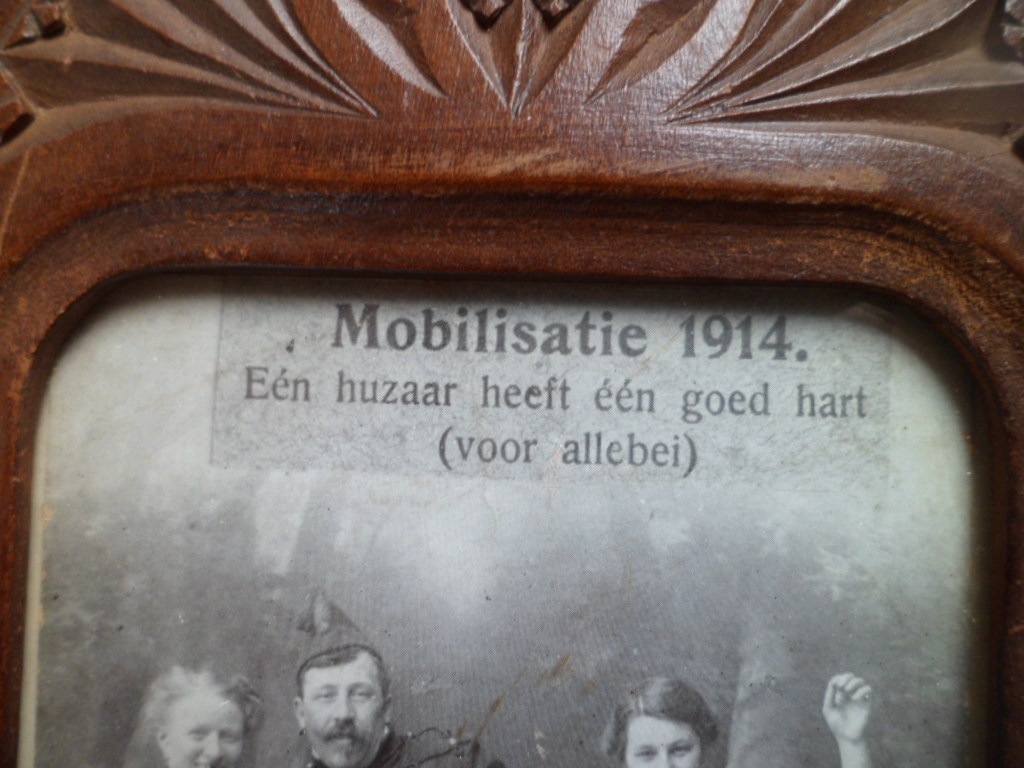 Mobilisatie 1914.
Eén huzaar heeft één goed hart
(voor allebei)